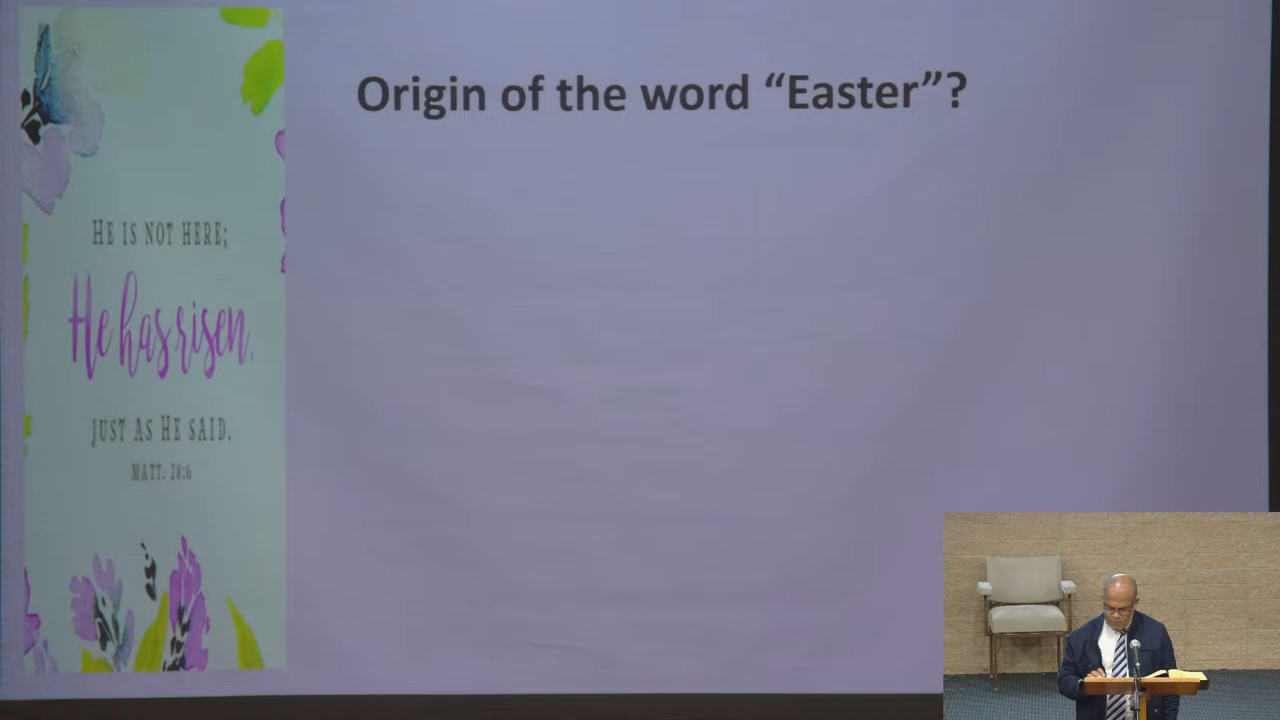 Origin of the word “Easter”?
He is not here;
He has risen.
just as He said.
Matt. 28:6